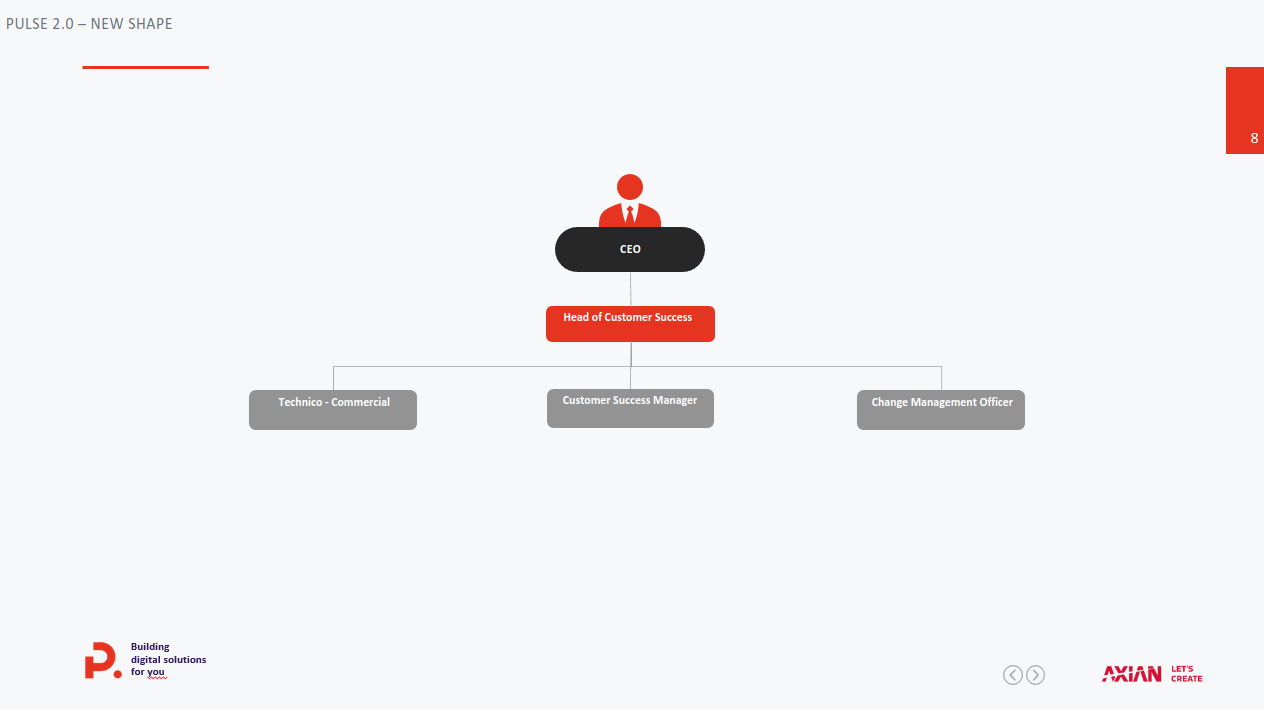 PULSE 2.0 – NEW SHAPE
8
CEO
Head of Customer Success
Technico - Commercial
Customer Success Manager
Change Management Officer
P.
Building
digital solutions
for you
AXIAN
LET'S
CREATE